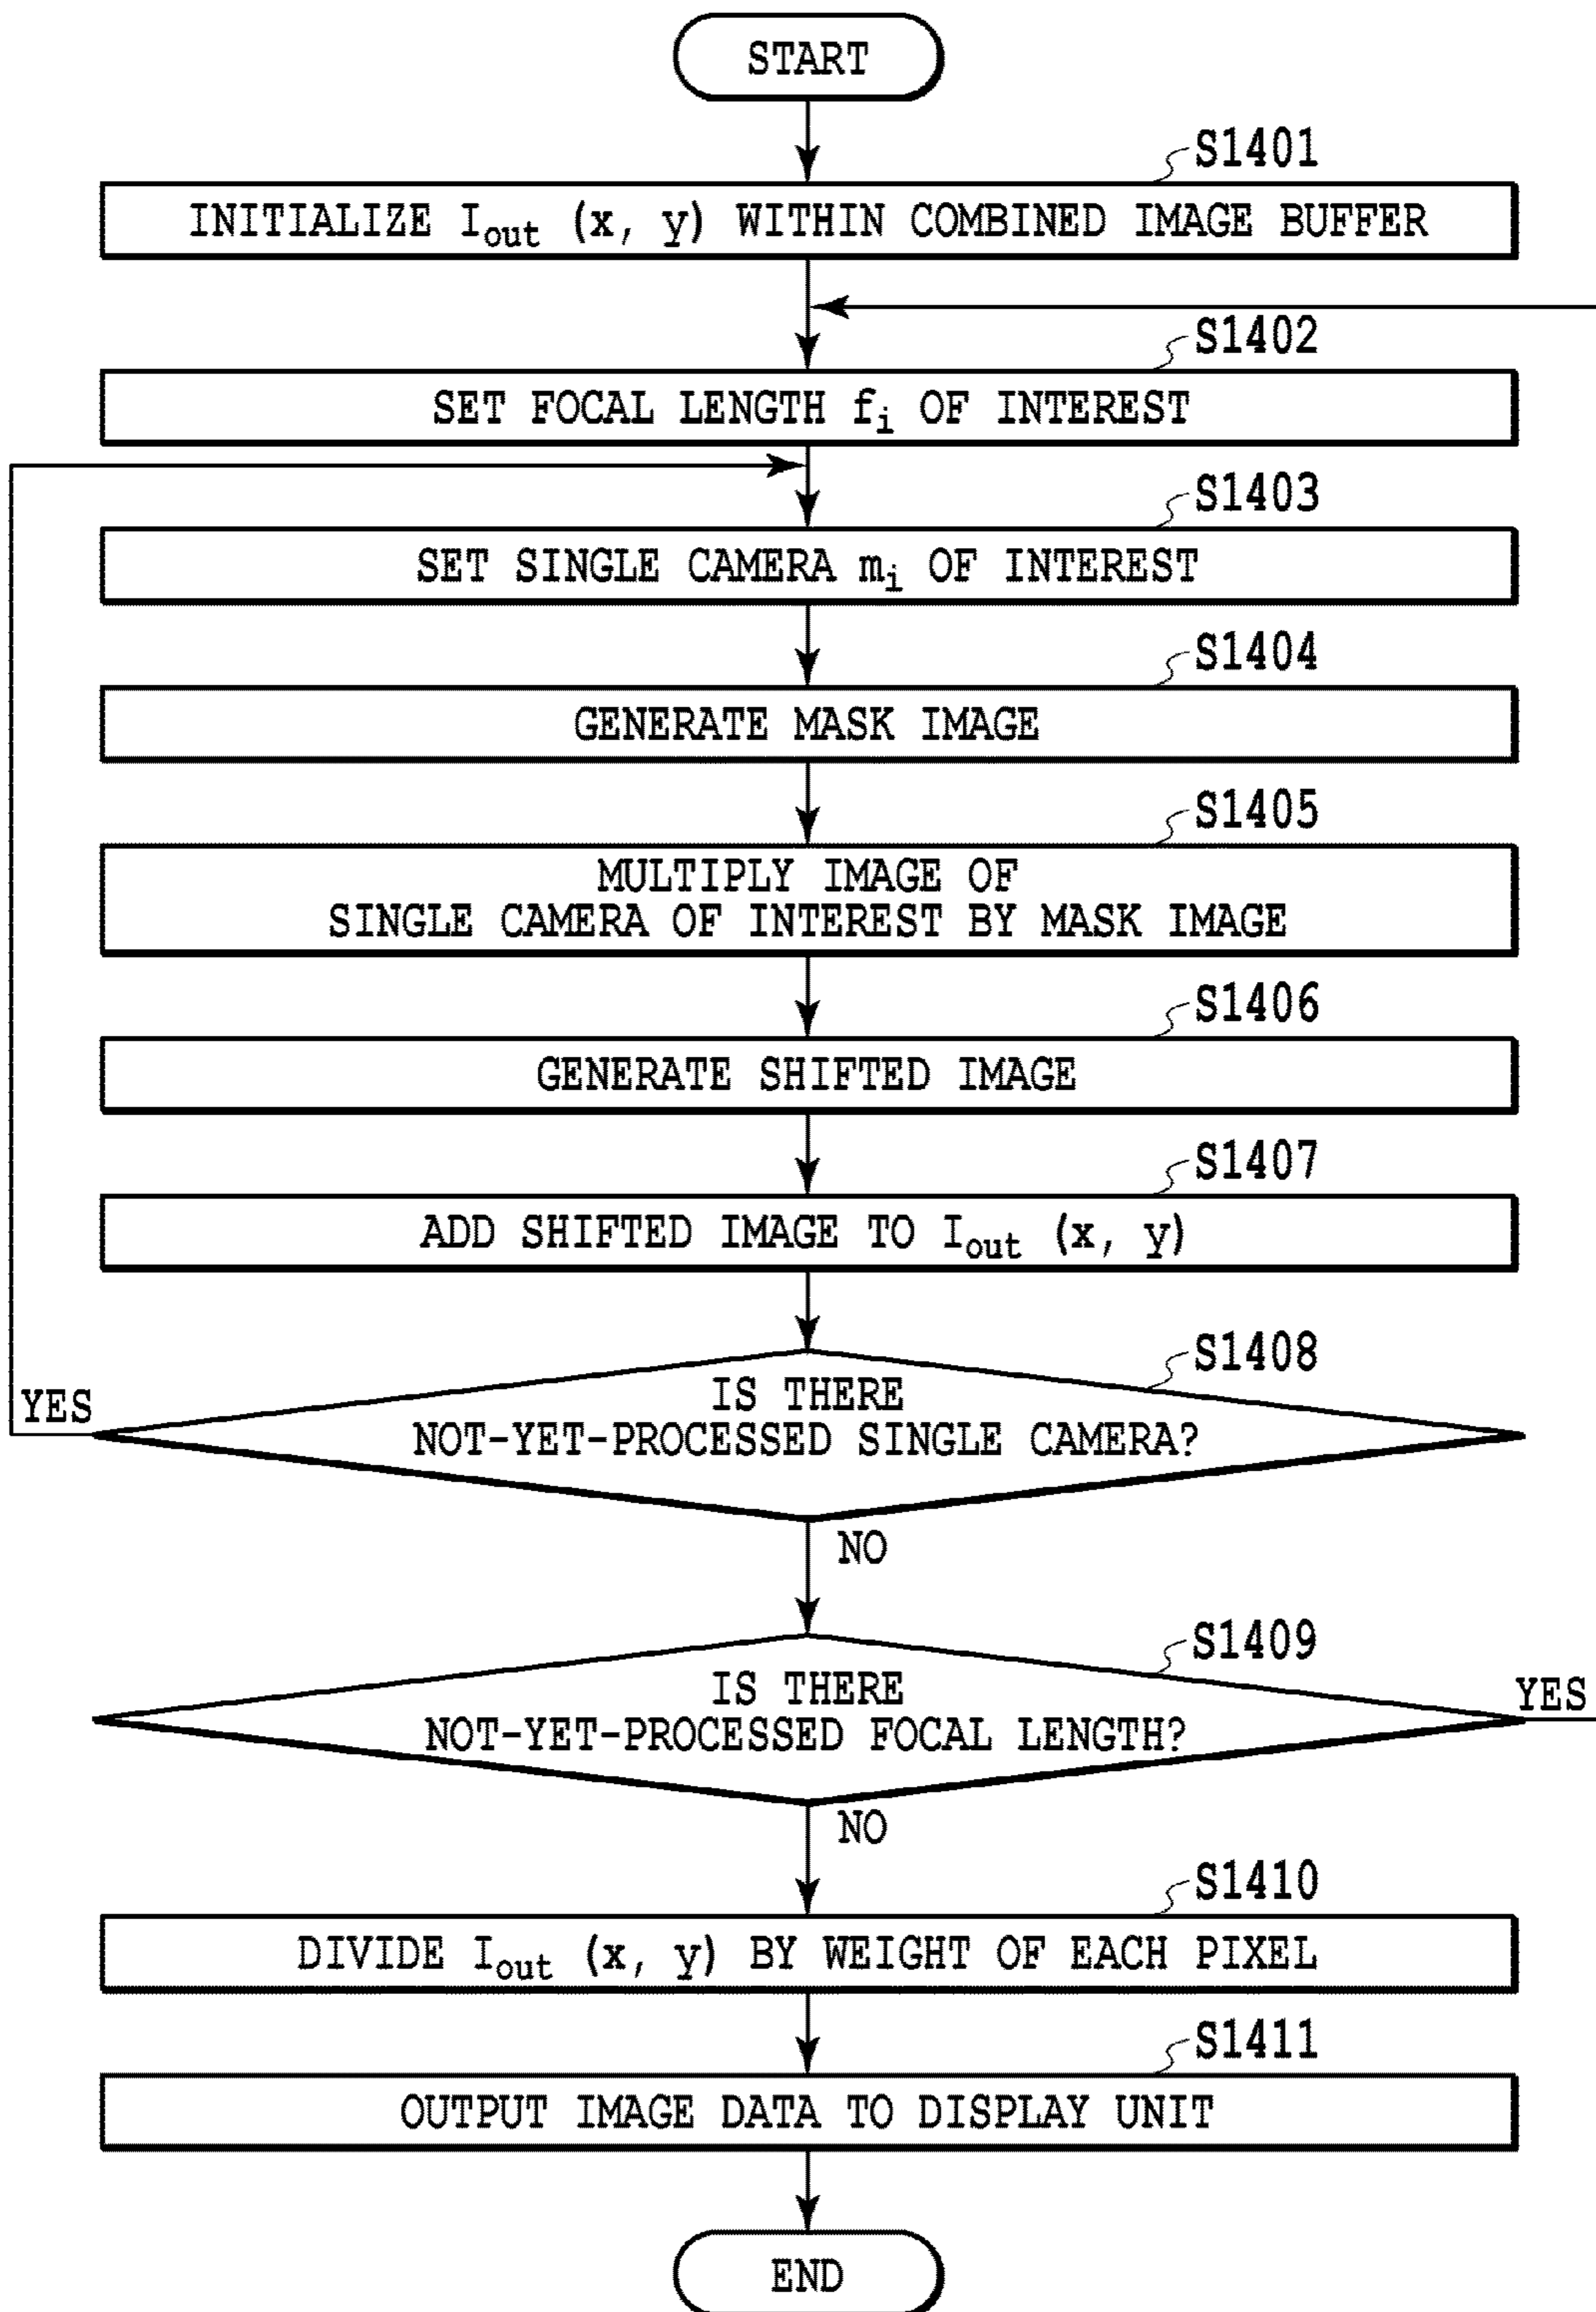 START
S1401
INITIALIZE Iout (x, y) WITHIN COMBINED IMAGE BUFFER
S1402
SET FOCAL LENGTH fi OF INTEREST
S1403
SET SINGLE CAMERA mi OF INTEREST
S1404
GENERATE MASK IMAGE
S1405
MULTIPLY IMAGE OF
SINGLE CAMERA OF INTEREST BY MASK IMAGE
S1406
GENERATE SHIFTED IMAGE
S1407
ADD SHIFTED IMAGE TO Iout (x, y)
S1408
IS THERE
NOT-YET-PROCESSED SINGLE CAMERA?
YES
NO
S1409
IS THERE
NOT-YET-PROCESSED FOCAL LENGTH?
YES
NO
S1410
DIVIDE Iout (x, y) BY WEIGHT OF EACH PIXEL
S1411
OUTPUT IMAGE DATA TO DISPLAY UNIT
END